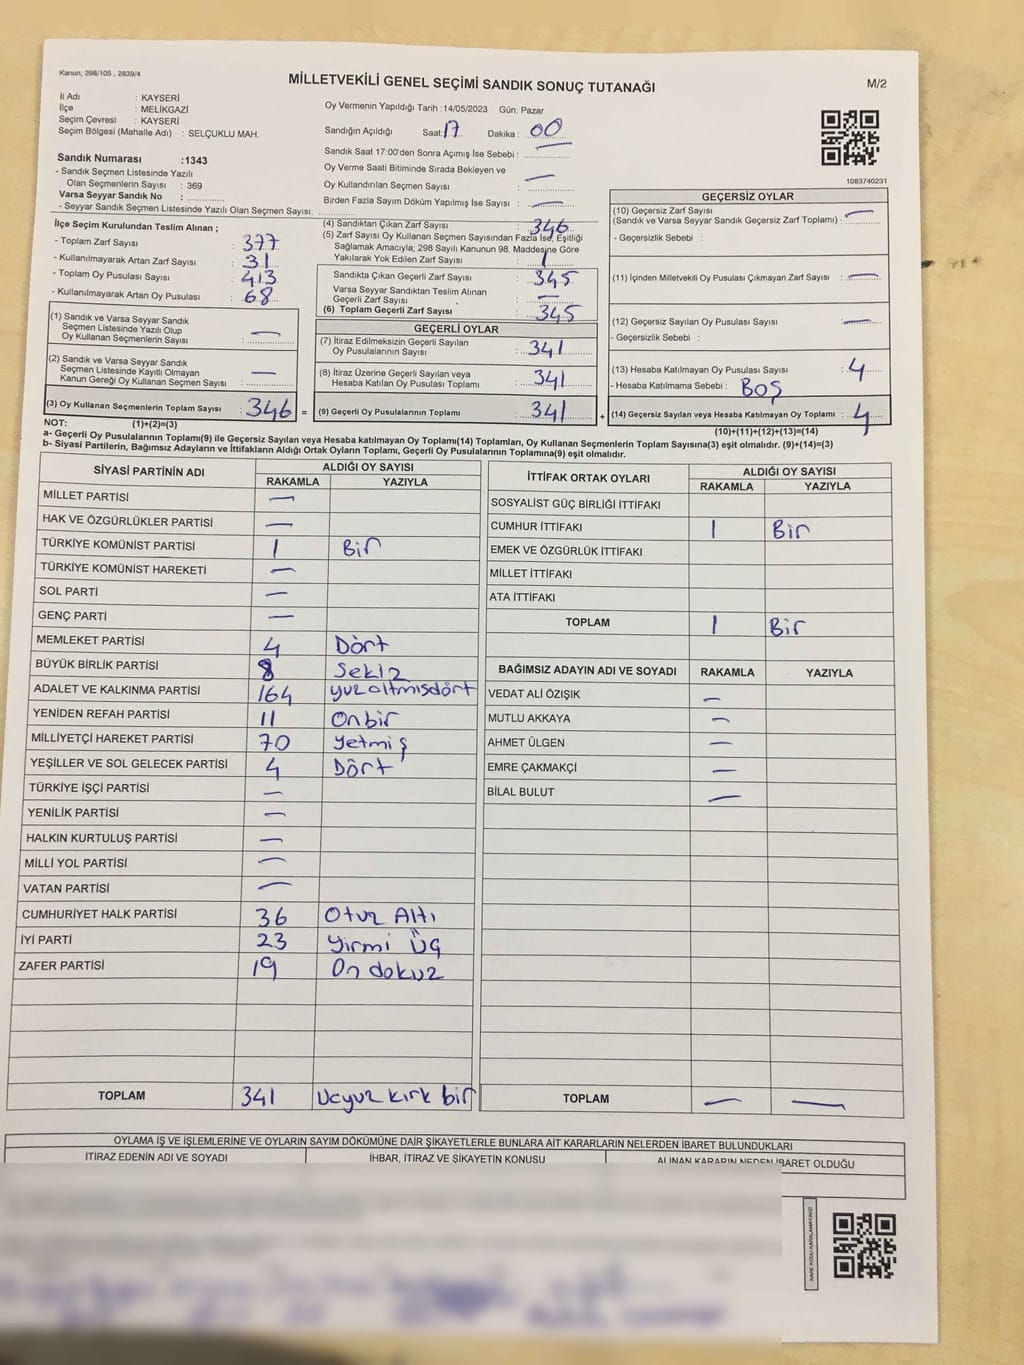 Kanun; 298/105 , 2839/4
MİLLETVEKİLİ GENEL SEÇİMİ SANDIK SONUÇ TUTANAĞI
M/2
İl Adı : KAYSERİ
İlçe : MELİKGAZİ
Seçim Çevresi : KAYSERİ
Seçim Bölgesi (Mahalle Adı) : SELÇUKLU MAH.
Sandık Numarası :1343
- Sandık Seçmen Listesinde Yazılı
Olan Seçmenlerin Sayısı : 369
Varsa Seyyar Sandık No :
- Seyyar Sandık Seçmen Listesinde Yazılı Olan Seçmen Sayısı:
Oy Vermenin Yapıldığı Tarih :14/05/2023 Gün: Pazar
Sandığın Açıldığı Saat: 17 Dakika : 00
Sandık Saat 17:00'den Sonra Açımış İse Sebebi :
Oy Verme Saati Bitiminde Sırada Bekleyen ve —
Oy Kullandırılan Seçmen Sayısı :
Birden Fazla Sayım Döküm Yapılmış İse Sayısı : —
1083740231
İlçe Seçim Kurulundan Teslim Alınan ;
- Toplam Zarf Sayısı : 377
- Kullanılmayarak Artan Zarf Sayısı : 31
- Toplam Oy Pusulası Sayısı : 413
- Kullanılmayarak Artan Oy Pusulası : 68
(1) Sandık ve Varsa Seyyar Sandık
Seçmen Listesinde Yazılı Olup —
Oy Kullanan Seçmenlerin Sayısı :
(2) Sandık ve Varsa Seyyar Sandık
Seçmen Listesinde Kayıtlı Olmayan —
Kanun Gereği Oy Kullanan Seçmen Sayısı :
(3) Oy Kullanan Seçmenlerin Toplam Sayısı : 346 =
(1)+(2)=(3)
(4) Sandıktan Çıkan Zarf Sayısı : 346
(5) Zarf Sayısı Oy Kullanan Seçmen Sayısından Fazla İse, Eşitliği
Sağlamak Amacıyla; 298 Sayılı Kanunun 98. Maddesine Göre
Yakılarak Yok Edilen Zarf Sayısı : 1
Sandıkta Çıkan Geçerli Zarf Sayısı : 345
Varsa Seyyar Sandıktan Teslim Alınan
Geçerli Zarf Sayısı : —
(6) Toplam Geçerli Zarf Sayısı : 345
GEÇERLİ OYLAR
(7) İtiraz Edilmeksizin Geçerli Sayılan
Oy Pusulalarının Sayısı : 341
(8) İtiraz Üzerine Geçerli Sayılan veya
Hesaba Katılan Oy Pusulası Toplamı : 341
(9) Geçerli Oy Pusulalarının Toplamı : 341 +
GEÇERSİZ OYLAR
(10) Geçersiz Zarf Sayısı
(Sandık ve Varsa Seyyar Sandık Geçersiz Zarf Toplamı) : —
- Geçersizlik Sebebi :
(11) İçinden Milletvekili Oy Pusulası Çıkmayan Zarf Sayısı : —
(12) Geçersiz Sayılan Oy Pusulası Sayısı : —
- Geçersizlik Sebebi :
(13) Hesaba Katılmayan Oy Pusulası Sayısı : 4
- Hesaba Katılmama Sebebi : BOŞ
(14) Geçersiz Sayılan veya Hesaba Katılmayan Oy Toplamı : 4
(10)+(11)+(12)+(13)=(14)
NOT:
a- Geçerli Oy Pusulalarının Toplamı(9) ile Geçersiz Sayılan veya Hesaba katılmayan Oy Toplamı(14) Toplamları, Oy Kullanan Seçmenlerin Toplam Sayısına(3) eşit olmalıdır. (9)+(14)=(3)
b- Siyasi Partilerin, Bağımsız Adayların ve İttifakların Aldığı Ortak Oyların Toplamı, Geçerli Oy Pusulalarının Toplamına(9) eşit olmalıdır.
SİYASİ PARTİNİN ADI ALDIĞI OY SAYISI
RAKAMLA YAZIYLA
MİLLET PARTİSİ —
HAK VE ÖZGÜRLÜKLER PARTİSİ —
TÜRKİYE KOMÜNİST PARTİSİ 1 Bir
TÜRKİYE KOMÜNİST HAREKETİ —
SOL PARTİ —
GENÇ PARTİ —
MEMLEKET PARTİSİ 4 Dört
BÜYÜK BİRLİK PARTİSİ 8 Sekiz
ADALET VE KALKINMA PARTİSİ 164 yüzaltmışdört
YENİDEN REFAH PARTİSİ 11 Onbir
MİLLİYETÇİ HAREKET PARTİSİ 70 Yetmiş
YEŞİLLER VE SOL GELECEK PARTİSİ 4 Dört
TÜRKİYE İŞÇİ PARTİSİ —
YENİLİK PARTİSİ —
HALKIN KURTULUŞ PARTİSİ —
MİLLİ YOL PARTİSİ —
VATAN PARTİSİ —
CUMHURİYET HALK PARTİSİ 36 Otuz Altı
İYİ PARTİ 23 Yirmi Üç
ZAFER PARTİSİ 19 On dokuz
TOPLAM 341 Ucyuz kırk bir
İTTİFAK ORTAK OYLARI ALDIĞI OY SAYISI
RAKAMLA YAZIYLA
SOSYALİST GÜÇ BİRLİĞİ İTTİFAKI
CUMHUR İTTİFAKI 1 Bir
EMEK VE ÖZGÜRLÜK İTTİFAKI
MİLLET İTTİFAKI
ATA İTTİFAKI
TOPLAM 1 Bir
BAĞIMSIZ ADAYIN ADI VE SOYADI RAKAMLA YAZIYLA
VEDAT ALİ ÖZIŞIK —
MUTLU AKKAYA —
AHMET ÜLGEN —
EMRE ÇAKMAKÇİ —
BİLAL BULUT —
TOPLAM — —
OYLAMA İŞ VE İŞLEMLERİNE VE OYLARIN SAYIM DÖKÜMÜNE DAİR ŞİKAYETLERLE BUNLARA AİT KARARLARIN NELERDEN İBARET BULUNDUKLARI
İTİRAZ EDENİN ADI VE SOYADI İHBAR, İTİRAZ VE ŞİKAYETİN KONUSU ALINAN KARARIN NEDEN İBARET OLDUĞU
KARE KODU KARALAMAYINIZ!